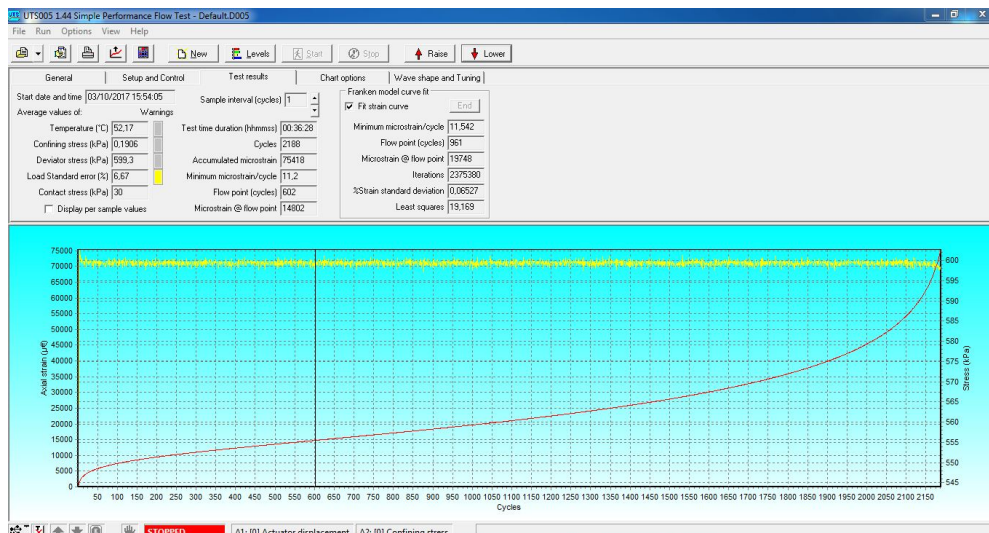 UTS005 1.44 Simple Performance Flow Test - Default.D005
File Run Options View Help
New Levels Start Stop Raise Lower
General Setup and Control Test results Chart options Wave shape and Tuning
Start date and time 03/10/2017 15:54:05
Average values of: Warnings
Temperature (°C) 52,17
Confining stress (kPa) 0,1906
Deviator stress (kPa) 599,3
Load Standard error (%) 6,67
Contact stress (kPa) 30
Display per sample values
Sample interval (cycles) 1
Test time duration (hhmmss) 00:36:28
Cycles 2188
Accumulated microstrain 75418
Minimum microstrain/cycle 11,2
Flow point (cycles) 602
Microstrain @ flow point 14802
Franken model curve fit
Fit strain curve End
Minimum microstrain/cycle 11,542
Flow point (cycles) 961
Microstrain @ flow point 19748
Iterations 2375380
%Strain standard deviation 0,06527
Least squares 19,169
Axial strain (µ€)
75000
70000
65000
60000
55000
50000
45000
40000
35000
30000
25000
20000
15000
10000
5000
0
600
595
590
585
580
575
570
565
560
555
550
545
Stress (kPa)
50 100 150 200 250 300 350 400 450 500 550 600 650 700 750 800 850 900 950 1000 1050 1100 1150 1200 1250 1300 1350 1400 1450 1500 1550 1600 1650 1700 1750 1800 1850 1900 1950 2000 2050 2100 2150
Cycles
STOPPED A1: [0] Actuator displacement A2: [0] Confining stress